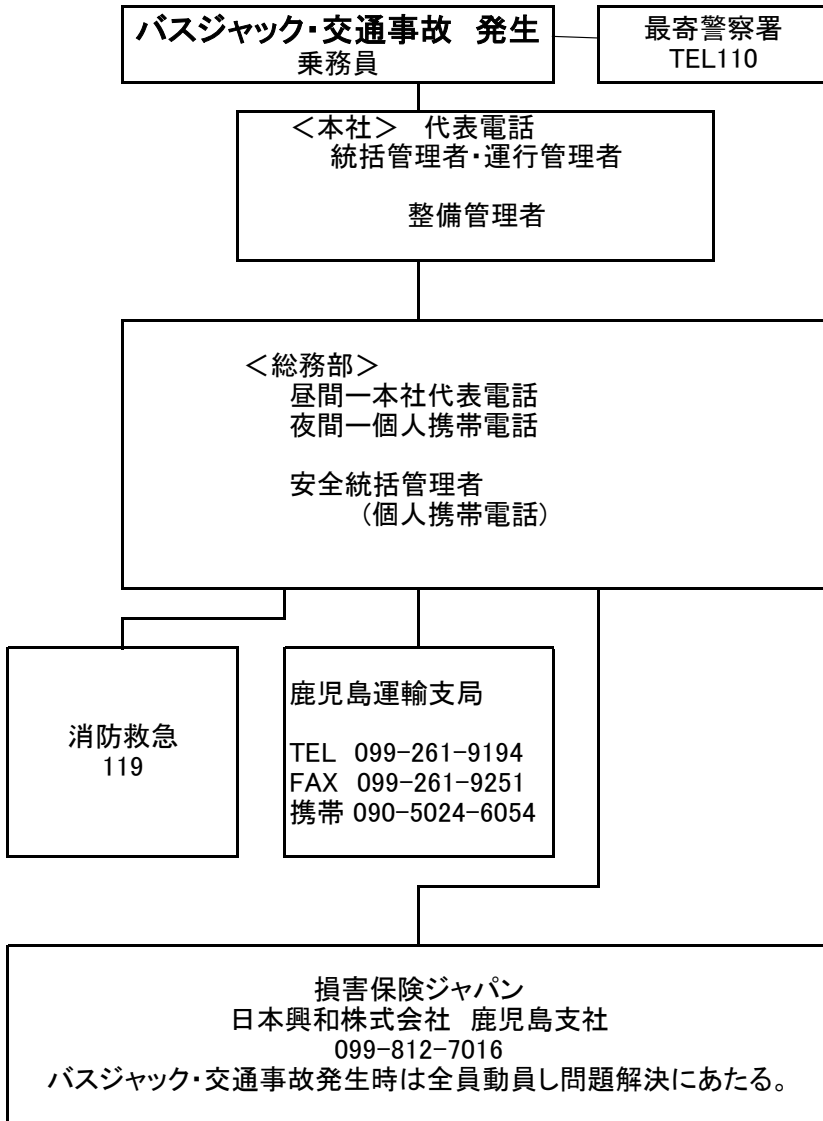 バスジャック・交通事故　発生
乗務員
最寄警察署
TEL110
＜本社＞　代表電話
統括管理者・運行管理者
整備管理者
＜総務部＞
昼間ー本社代表電話
夜間ー個人携帯電話
安全統括管理者
（個人携帯電話）
消防救急
119
鹿児島運輸支局
TEL 099-261-9194
FAX 099-261-9251
携帯 090-5024-6054
損害保険ジャパン
日本興和株式会社　鹿児島支社
099-812-7016
バスジャック・交通事故発生時は全員動員し問題解決にあたる。